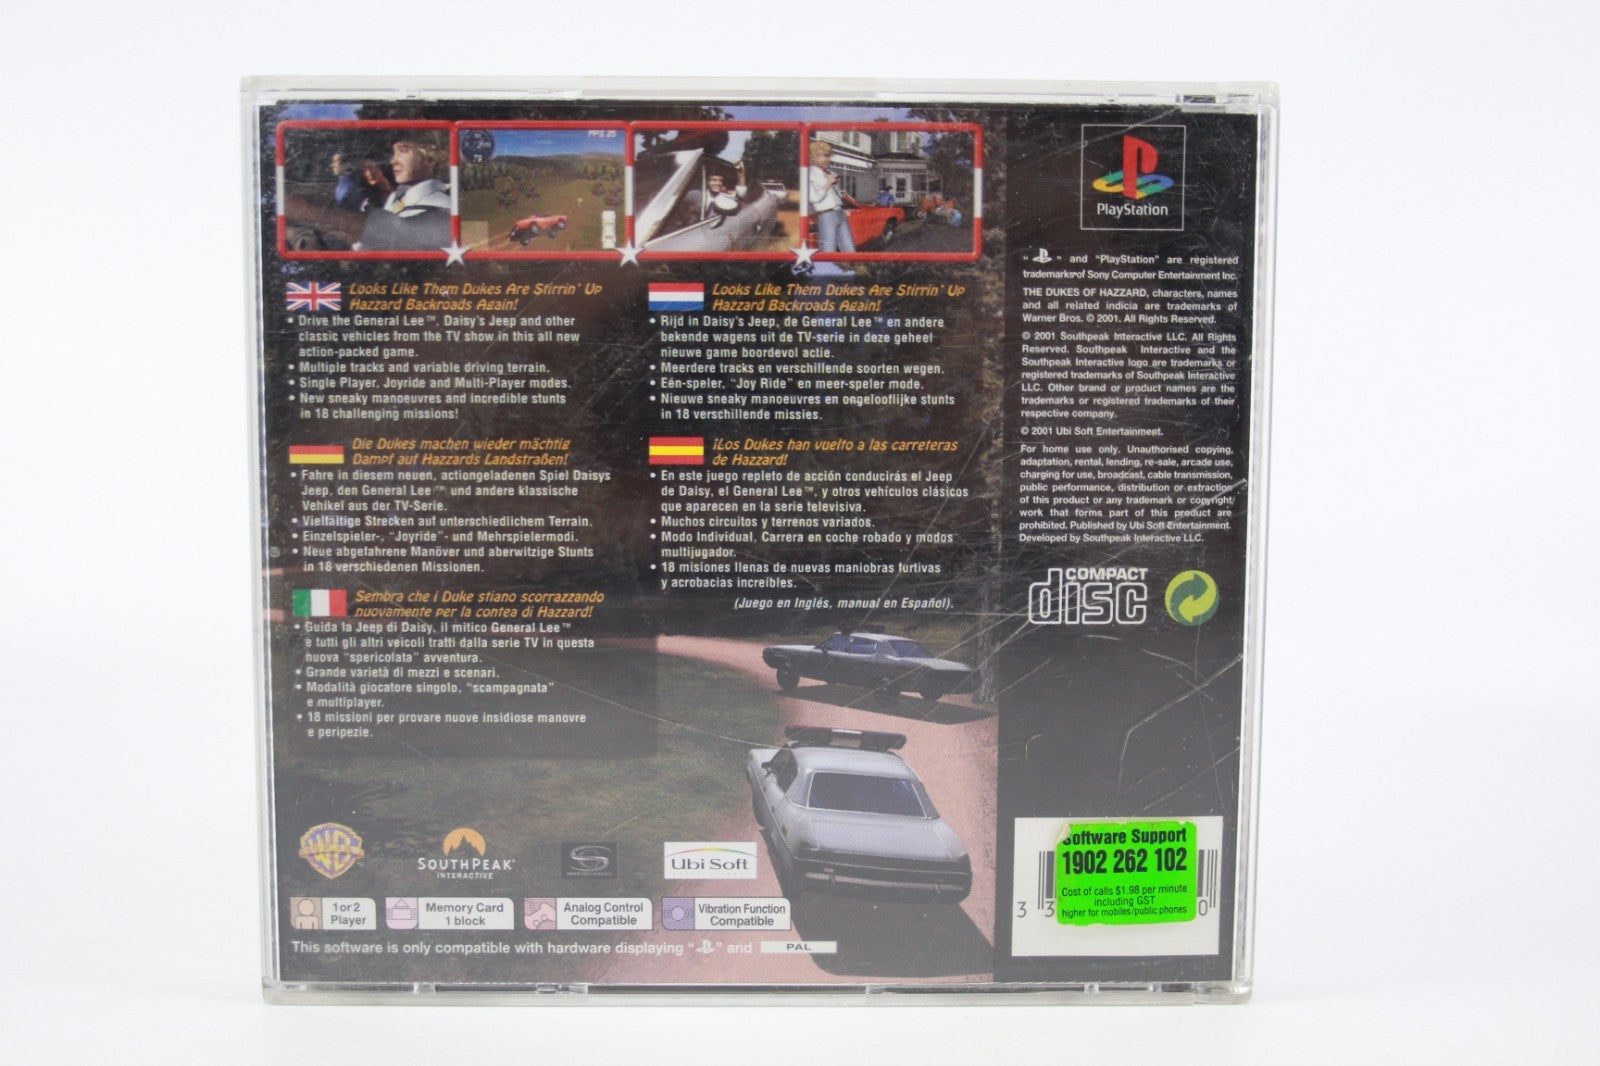 FPS 25
79
PlayStation
Looks Like Them Dukes Are Stirrin' Up
Hazzard Backroads Again!
• Drive the General Lee™, Daisy's Jeep and other
classic vehicles from the TV show in this all new
action-packed game.
• Multiple tracks and variable driving terrain.
• Single Player, Joyride and Multi-Player modes.
• New sneaky manoeuvres and incredible stunts
in 18 challenging missions!
Looks Like Them Dukes Are Stirrin' Up
Hazzard Backroads Again!
• Rijd in Daisy's Jeep, de General Lee™ en andere
bekende wagens uit de TV-serie in deze geheel
nieuwe game boordevol actie.
• Meerdere tracks en verschillende soorten wegen.
• Eén-speler, "Joy Ride" en meer-speler mode.
• Nieuwe sneaky manoeuvres en ongelooflijke stunts
in 18 verschillende missies.
Die Dukes machen wieder mächtig
Dampf auf Hazzards Landstraßen!
• Fahre in diesem neuen, actiongeladenen Spiel Daisys
Jeep, den General Lee™ und andere klassische
Vehikel aus der TV-Serie.
• Vielfältige Strecken auf unterschiedlichem Terrain.
• Einzelspieler-, "Joyride"- und Mehrspielermodi.
• Neue abgefahrene Manöver und aberwitzige Stunts
in 18 verschiedenen Missionen.
¡Los Dukes han vuelto a las carreteras
de Hazzard!
• En este juego repleto de acción conducirás el Jeep
de Daisy, el General Lee™, y otros vehículos clásicos
que aparecen en la serie televisiva.
• Muchos circuitos y terrenos variados.
• Modo Individual, Carrera en coche robado y modos
multijugador.
• 18 misiones llenas de nuevas maniobras furtivas
y acrobacias increíbles.
(Juego en Inglés, manual en Español).
Sembra che i Duke stiano scorrazzando
nuovamente per la contea di Hazzard!
• Guida la Jeep di Daisy, il mitico General Lee™
e tutti gli altri veicoli tratti dalla serie TV in questa
nuova "spericolata" avventura.
• Grande varietà di mezzi e scenari.
• Modalità giocatore singolo, "scampagnata"
e multiplayer.
• 18 missioni per provare nuove insidiose manovre
e peripezie.
" " and "PlayStation" are registered
trademarks of Sony Computer Entertainment Inc.
THE DUKES OF HAZZARD, characters, names
and all related indicia are trademarks of
Warner Bros. © 2001. All Rights Reserved.
© 2001 Southpeak Interactive LLC. All Rights
Reserved. Southpeak Interactive and the
Southpeak Interactive logo are trademarks or
registered trademarks of Southpeak Interactive
LLC. Other brand or product names are the
trademarks or registered trademarks of their
respective company.
© 2001 Ubi Soft Entertainment.
For home use only. Unauthorised copying,
adaptation, rental, lending, re-sale, arcade use,
charging for use, broadcast, cable transmission,
public performance, distribution or extraction
of this product or any trademark or copyright
work that forms part of this product are
prohibited. Published by Ubi Soft Entertainment.
Developed by Southpeak Interactive LLC.
COMPACT
disc
WB
SOUTHPEAK
INTERACTIVE
Ubi Soft
1 or 2
Player
Memory Card
1 block
Analog Control
Compatible
Vibration Function
Compatible
This software is only compatible with hardware displaying " " and PAL
Software Support
1902 262 102
Cost of calls $1.98 per minute
including GST
higher for mobiles/public phones
3 3
0